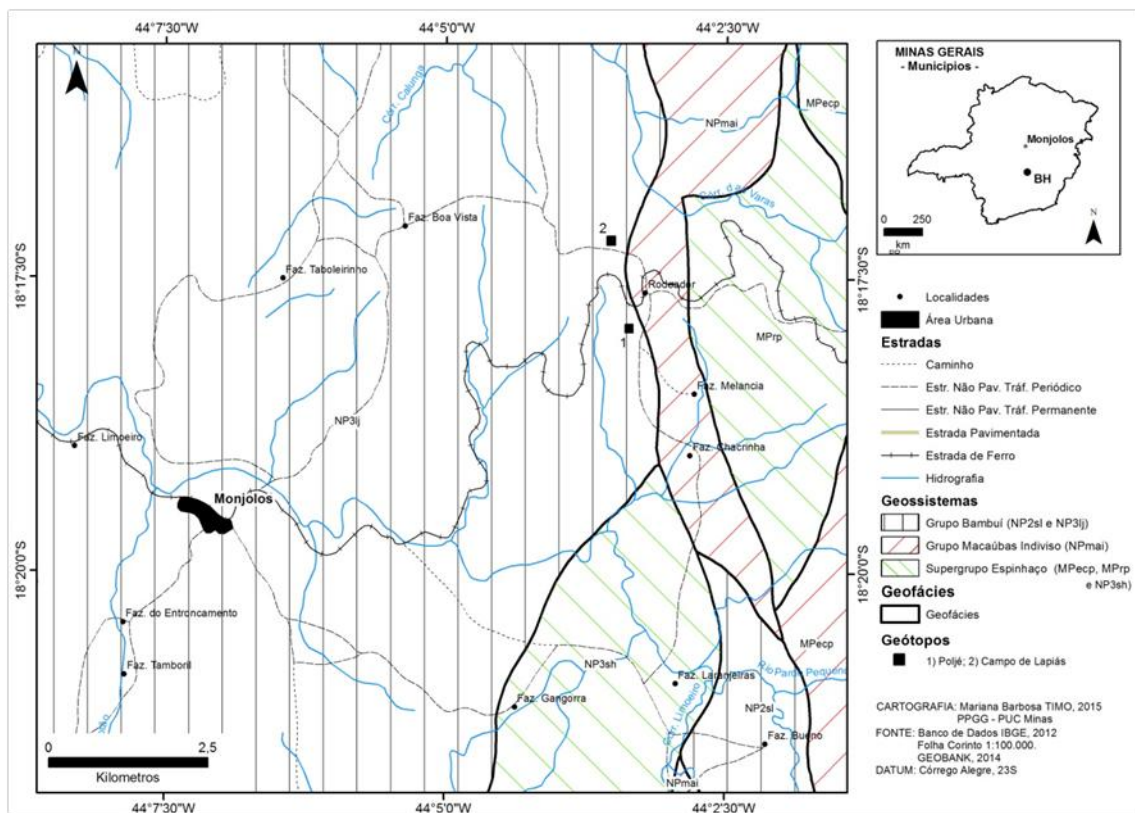 44°7'30"W
44°5'0"W
44°2'30"W
N
Córr. Calunga
NPmai
MPecp
Córr. das Varas
Faz. Boa Vista
2
18°17'30"S
Faz. Taboleirinho
Rodeador
18°17'30"S
1
MPrp
Faz. Melancia
NP3lj
Faz. Limoeiro
Faz. Chacrinha
Monjolos
18°20'0"S
18°20'0"S
Faz. do Entroncamento
MPecp
NP3sh
Faz. Tamboril
Faz. Laranjeiras
Rio Pardo Pequeno
Córr. Limoeiro
Faz. Gangorra
NP2sl
Faz. Bueno
0 2,5
Kilometros
NPmai
44°7'30"W
44°5'0"W
44°2'30"W
MINAS GERAIS
- Municípios -
Monjolos
BH
0 250
km
N
Localidades
Área Urbana
Estradas
Caminho
Estr. Não Pav. Tráf. Periódico
Estr. Não Pav. Tráf. Permanente
Estrada Pavimentada
Estrada de Ferro
Hidrografia
Geossistemas
Grupo Bambuí (NP2sl e NP3lj)
Grupo Macaúbas Indiviso (NPmai)
Supergrupo Espinhaço (MPecp, MPrp
e NP3sh)
Geofácies
Geofácies
Geótopos
1) Poljé; 2) Campo de Lapiás
CARTOGRAFIA: Mariana Barbosa TIMO, 2015
PPGG - PUC Minas
FONTE: Banco de Dados IBGE, 2012
Folha Corinto 1:100.000.
GEOBANK, 2014
DATUM: Córrego Alegre, 23S